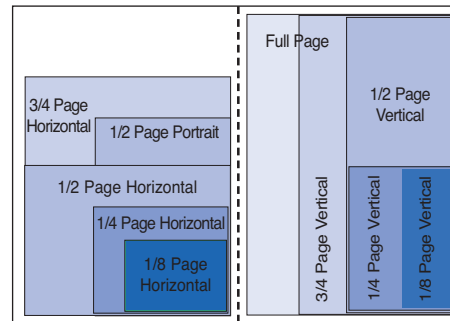 3/4 Page
Horizontal
1/2 Page Portrait
1/2 Page Horizontal
1/4 Page Horizontal
1/8 Page
Horizontal
Full Page
1/2 Page
Vertical
3/4 Page Vertical
1/4 Page Vertical
1/8 Page Vertical